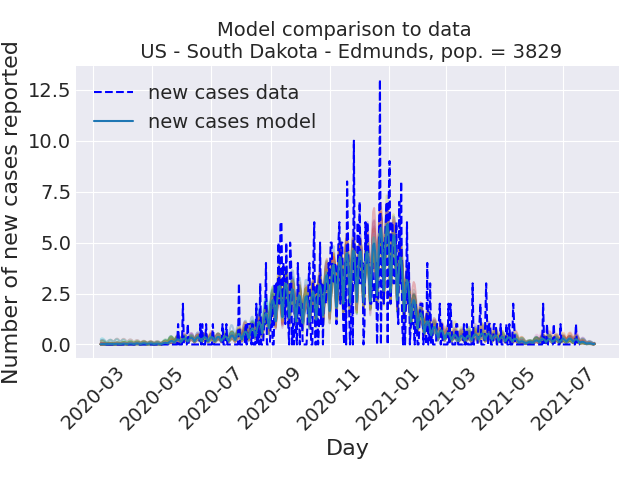 Model comparison to data
US - South Dakota - Edmunds, pop. = 3829
Number of new cases reported
12.5
10.0
7.5
5.0
2.5
0.0
new cases data
new cases model
2020-03
2020-05
2020-07
2020-09
2020-11
2021-01
2021-03
2021-05
2021-07
Day